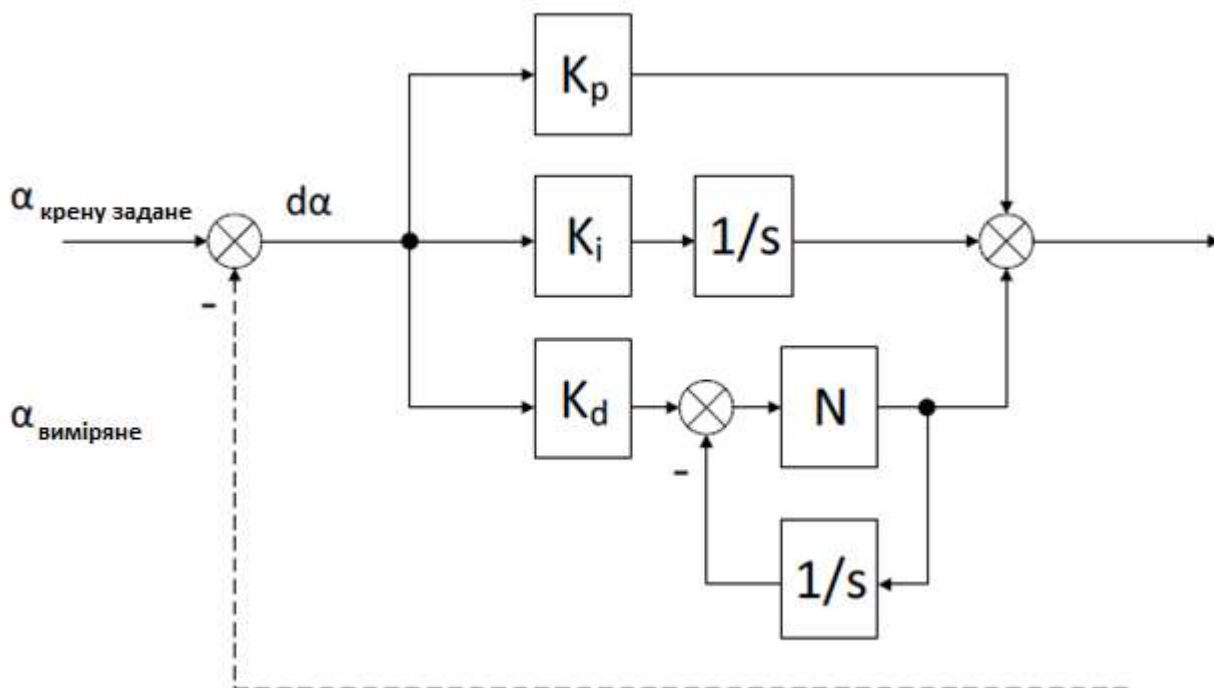 Kp
α крену задане
dα
Ki
1/s
-
α виміряне
Kd
N
-
1/s